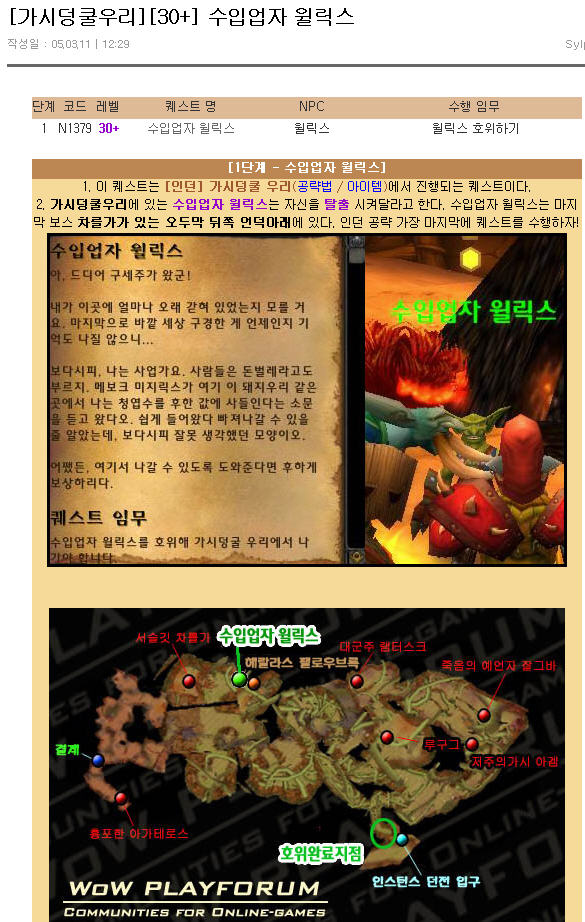 [가시덩쿨우리][30+] 수입업자 윌릭스
작성일 : 05,03,11 | 12:29
Syl
단계 코드 레벨 퀘스트 명 NPC 수행 임무
1 N1379 30+ 수입업자 윌릭스 윌릭스 윌릭스 호위하기
[1단계 - 수입업자 윌릭스]
1. 이 퀘스트는 [인던] 가시덩쿨 우리(공략법 / 아이템)에서 진행되는 퀘스트이다.
2. 가시덩쿨우리에 있는 수입업자 윌릭스는 자신을 탈출 시켜달라고 한다. 수입업자 윌릭스는 마지
막 보스 차를가가 있는 오두막 뒤쪽 언덕아래에 있다. 인던 공략 가장 마지막에 퀘스트를 수행하자!
수입업자 윌릭스
아, 드디어 구세주가 왔군!
내가 이곳에 얼마나 오래 갇혀 있었는지 모를 거
요. 마지막으로 바깥 세상 구경한 게 언제인지 기
억도 나질 않으니...
보다시피, 나는 사업가요. 사람들은 돈벌레라고도
부르지. 메보크 미지릭스가 여기 이 돼지우리 같은
곳에서 나는 청엽수를 후한 값에 사들인다는 소문
을 듣고 왔다오. 쉽게 들어왔다 빠져나갈 수 있을
줄 알았는데, 보다시피 잘못 생각했던 모양이오.
어쨌든, 여기서 나갈 수 있도록 도와준다면 후하게
보상하리다.
퀘스트 임무
수입업자 윌릭스를 호위해 가시덩굴 우리에서 나
가야 합니다.
수입업자 윌릭스
서슬깃 차를가
수입업자 윌릭스
대군주 램터스크
헤랄라스 팰로우브룩
죽음의 예언자 잘그바
결계
투구그
저주의가시 아갬
흉포한 아가테로스
호위완료지점
인스턴스 던전 입구
WoW PLAYFORUM
COMMUNITIES FOR ONLINE-GAMES